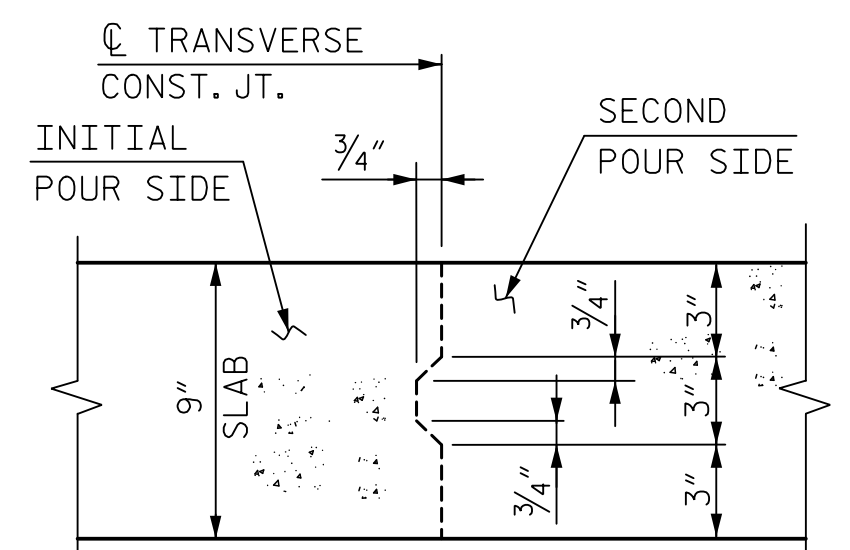 ℄ TRANSVERSE
CONST. JT.
INITIAL
POUR SIDE
3/4"
SECOND
POUR SIDE
9"
SLAB
3/4"
3"
3"
3/4"
3"